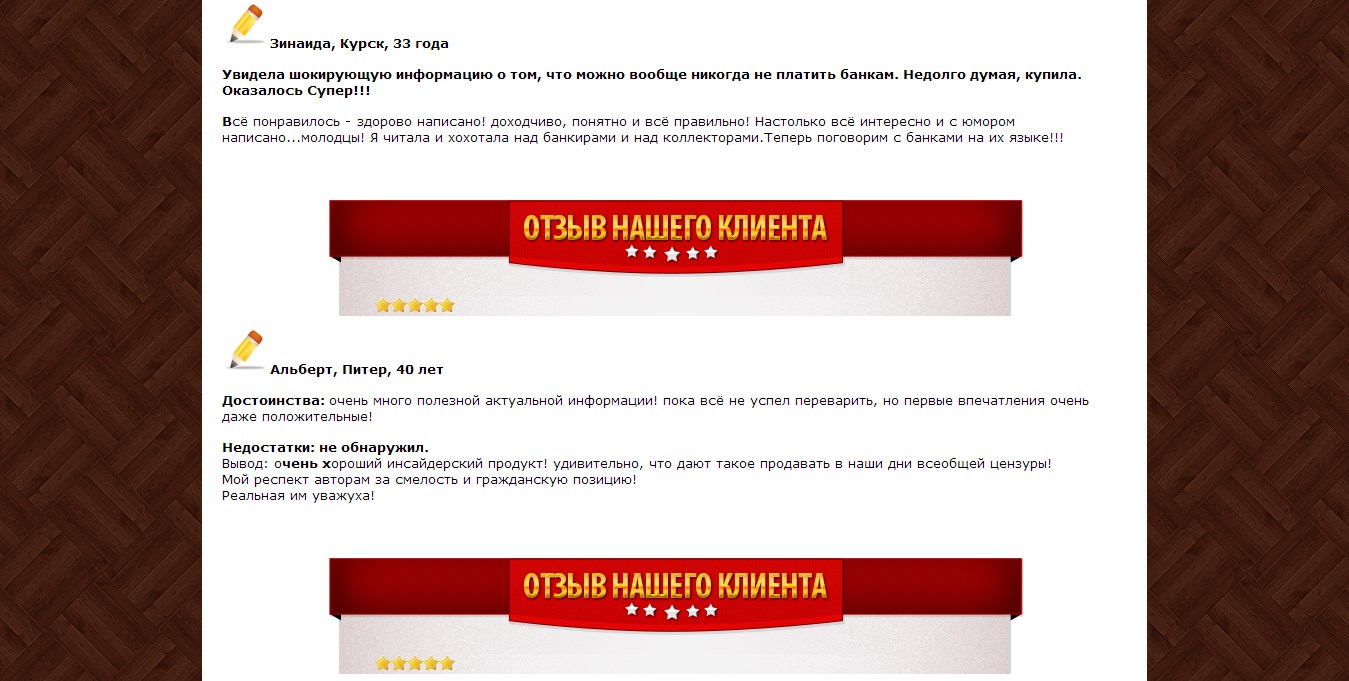 Зинаида, Курск, 33 года
Увидела шокирующую информацию о том, что можно вообще никогда не платить банкам. Недолго думая, купила.
Оказалось Супер!!!
Всё понравилось - здорово написано! доходчиво, понятно и всё правильно! Настолько всё интересно и с юмором
написано...молодцы! Я читала и хохотала над банкирами и над коллекторами.Теперь поговорим с банками на их языке!!!
ОТЗЫВ НАШЕГО КЛИЕНТА
Альберт, Питер, 40 лет
Достоинства: очень много полезной актуальной информации! пока всё не успел переварить, но первые впечатления очень
даже положительные!
Недостатки: не обнаружил.
Вывод: очень хороший инсайдерский продукт! удивительно, что дают такое продавать в наши дни всеобщей цензуры!
Мой респект авторам за смелость и гражданскую позицию!
Реальная им уважуха!
ОТЗЫВ НАШЕГО КЛИЕНТА